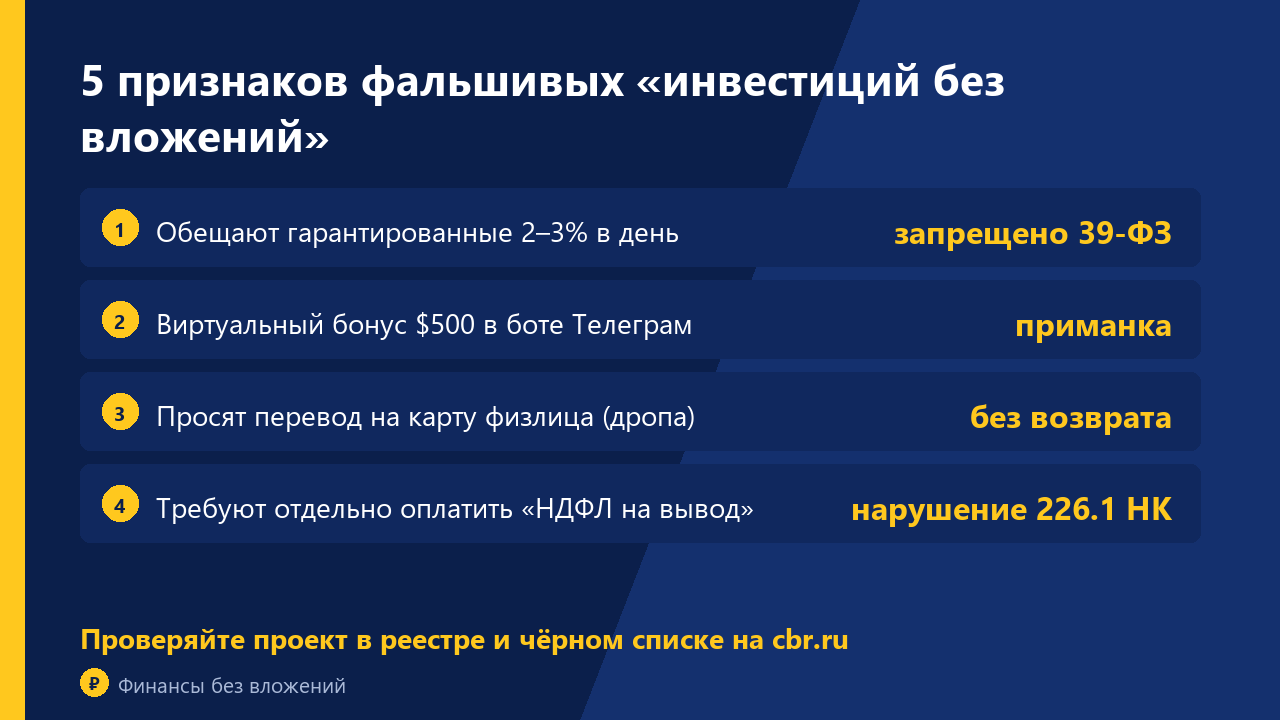 5 признаков фальшивых «инвестиций без
вложений»
1 Обещают гарантированные 2–3% в день запрещено 39-ФЗ
2 Виртуальный бонус $500 в боте Телеграм приманка
3 Просят перевод на карту физлица (дропа) без возврата
4 Требуют отдельно оплатить «НДФЛ на вывод» нарушение 226.1 НК
Проверяйте проект в реестре и чёрном списке на cbr.ru
₽ Финансы без вложений